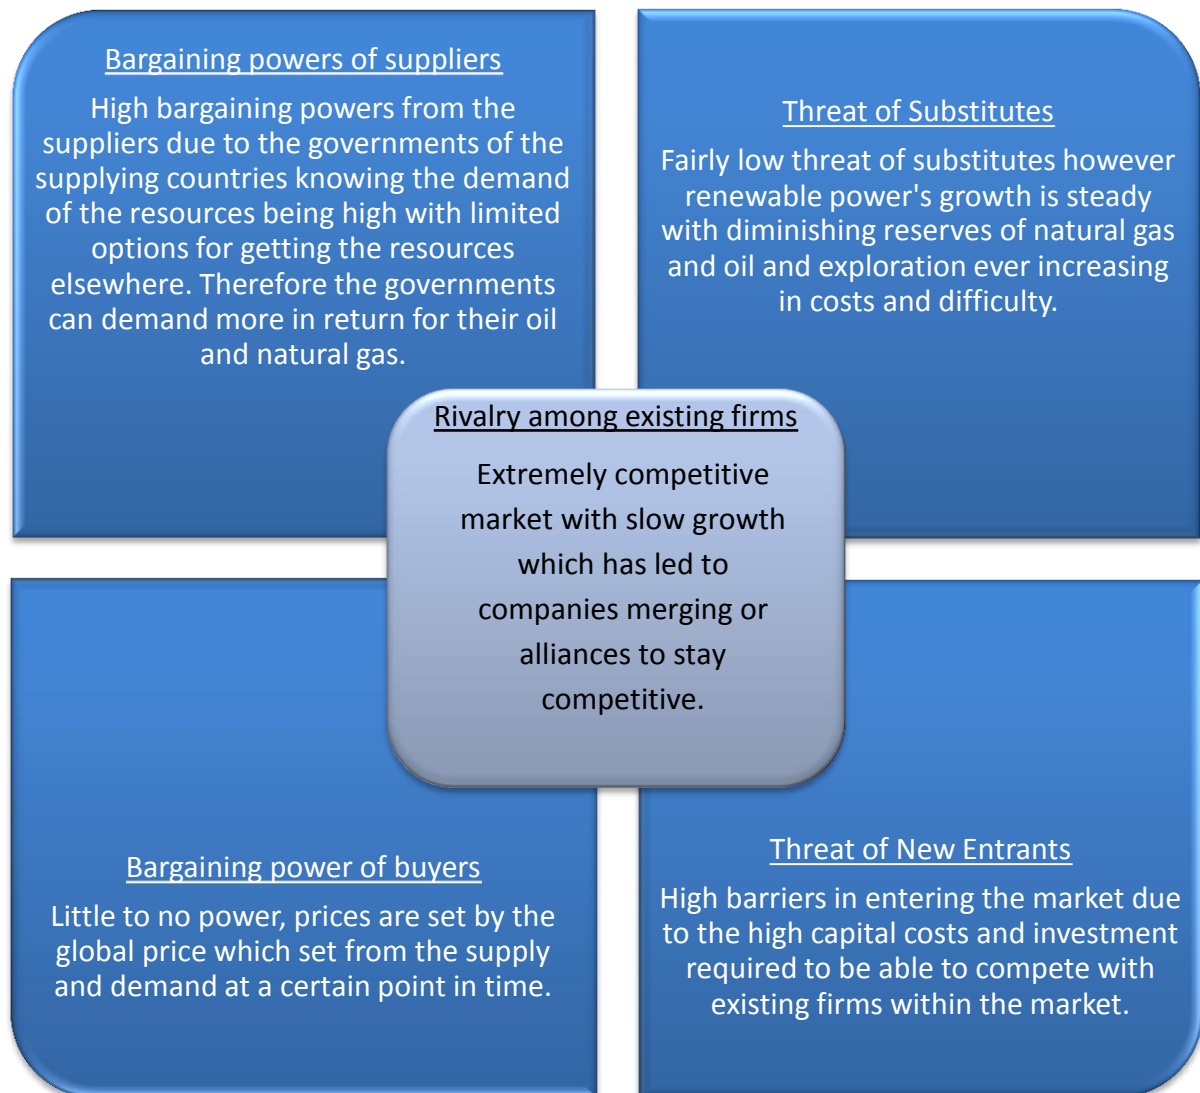 Bargaining powers of suppliers
High bargaining powers from the
suppliers due to the governments of the
supplying countries knowing the demand
of the resources being high with limited
options for getting the resources
elsewhere. Therefore the governments
can demand more in return for their oil
and natural gas.
Threat of Substitutes
Fairly low threat of substitutes however
renewable power's growth is steady
with diminishing reserves of natural gas
and oil and exploration ever increasing
in costs and difficulty.
Rivalry among existing firms
Extremely competitive
market with slow growth
which has led to
companies merging or
alliances to stay
competitive.
Bargaining power of buyers
Little to no power, prices are set by the
global price which set from the supply
and demand at a certain point in time.
Threat of New Entrants
High barriers in entering the market due
to the high capital costs and investment
required to be able to compete with
existing firms within the market.